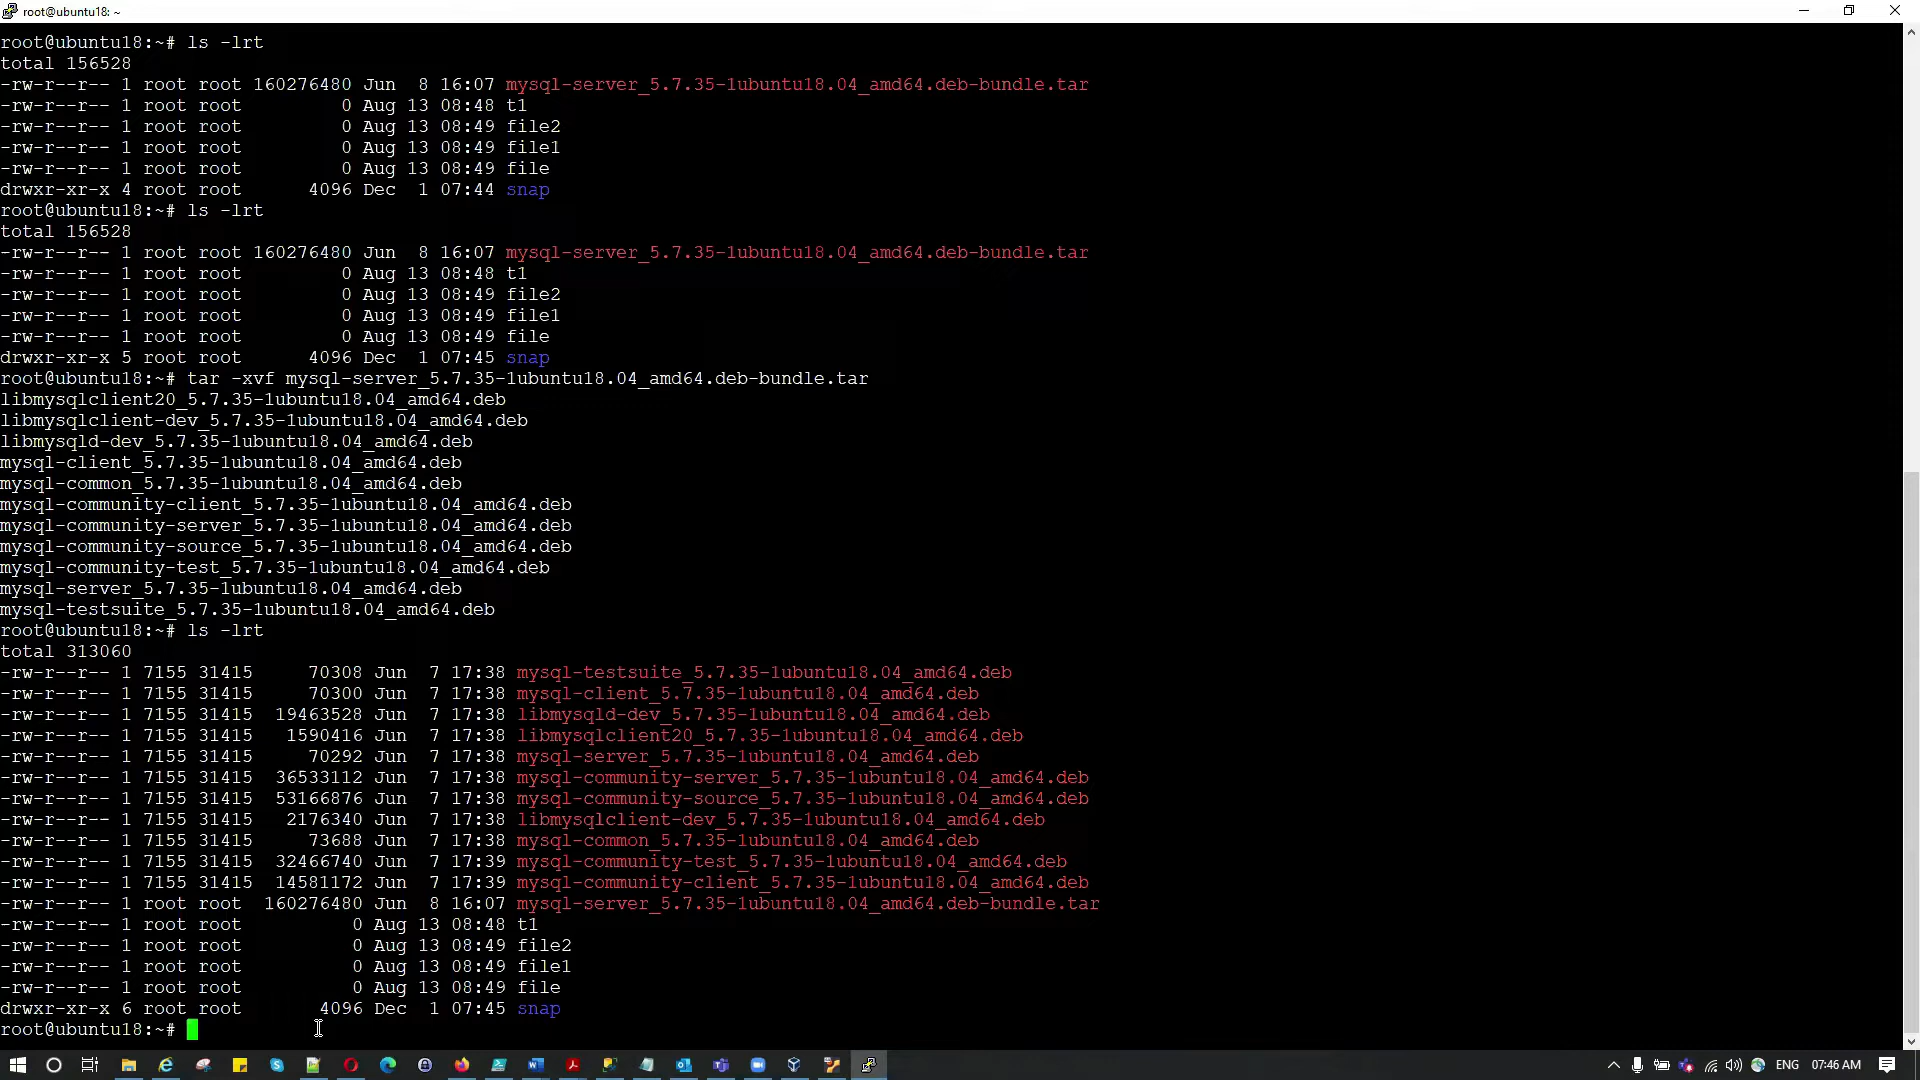 root@ubuntu18: ~
root@ubuntu18:~# ls -lrt
total 156528
-rw-r--r-- 1 root root 160276480 Jun  8 16:07 mysql-server_5.7.35-1ubuntu18.04_amd64.deb-bundle.tar
-rw-r--r-- 1 root root         0 Aug 13 08:48 t1
-rw-r--r-- 1 root root         0 Aug 13 08:49 file2
-rw-r--r-- 1 root root         0 Aug 13 08:49 file1
-rw-r--r-- 1 root root         0 Aug 13 08:49 file
drwxr-xr-x 4 root root      4096 Dec  1 07:44 snap
root@ubuntu18:~# ls -lrt
total 156528
-rw-r--r-- 1 root root 160276480 Jun  8 16:07 mysql-server_5.7.35-1ubuntu18.04_amd64.deb-bundle.tar
-rw-r--r-- 1 root root         0 Aug 13 08:48 t1
-rw-r--r-- 1 root root         0 Aug 13 08:49 file2
-rw-r--r-- 1 root root         0 Aug 13 08:49 file1
-rw-r--r-- 1 root root         0 Aug 13 08:49 file
drwxr-xr-x 5 root root      4096 Dec  1 07:45 snap
root@ubuntu18:~# tar -xvf mysql-server_5.7.35-1ubuntu18.04_amd64.deb-bundle.tar
libmysqlclient20_5.7.35-1ubuntu18.04_amd64.deb
libmysqlclient-dev_5.7.35-1ubuntu18.04_amd64.deb
libmysqld-dev_5.7.35-1ubuntu18.04_amd64.deb
mysql-client_5.7.35-1ubuntu18.04_amd64.deb
mysql-common_5.7.35-1ubuntu18.04_amd64.deb
mysql-community-client_5.7.35-1ubuntu18.04_amd64.deb
mysql-community-server_5.7.35-1ubuntu18.04_amd64.deb
mysql-community-source_5.7.35-1ubuntu18.04_amd64.deb
mysql-community-test_5.7.35-1ubuntu18.04_amd64.deb
mysql-server_5.7.35-1ubuntu18.04_amd64.deb
mysql-testsuite_5.7.35-1ubuntu18.04_amd64.deb
root@ubuntu18:~# ls -lrt
total 313060
-rw-r--r-- 1 7155 31415     70308 Jun  7 17:38 mysql-testsuite_5.7.35-1ubuntu18.04_amd64.deb
-rw-r--r-- 1 7155 31415     70300 Jun  7 17:38 mysql-client_5.7.35-1ubuntu18.04_amd64.deb
-rw-r--r-- 1 7155 31415  19463528 Jun  7 17:38 libmysqld-dev_5.7.35-1ubuntu18.04_amd64.deb
-rw-r--r-- 1 7155 31415   1590416 Jun  7 17:38 libmysqlclient20_5.7.35-1ubuntu18.04_amd64.deb
-rw-r--r-- 1 7155 31415     70292 Jun  7 17:38 mysql-server_5.7.35-1ubuntu18.04_amd64.deb
-rw-r--r-- 1 7155 31415  36533112 Jun  7 17:38 mysql-community-server_5.7.35-1ubuntu18.04_amd64.deb
-rw-r--r-- 1 7155 31415  53166876 Jun  7 17:38 mysql-community-source_5.7.35-1ubuntu18.04_amd64.deb
-rw-r--r-- 1 7155 31415   2176340 Jun  7 17:38 libmysqlclient-dev_5.7.35-1ubuntu18.04_amd64.deb
-rw-r--r-- 1 7155 31415     73688 Jun  7 17:38 mysql-common_5.7.35-1ubuntu18.04_amd64.deb
-rw-r--r-- 1 7155 31415  32466740 Jun  7 17:39 mysql-community-test_5.7.35-1ubuntu18.04_amd64.deb
-rw-r--r-- 1 7155 31415  14581172 Jun  7 17:39 mysql-community-client_5.7.35-1ubuntu18.04_amd64.deb
-rw-r--r-- 1 root root  160276480 Jun  8 16:07 mysql-server_5.7.35-1ubuntu18.04_amd64.deb-bundle.tar
-rw-r--r-- 1 root root          0 Aug 13 08:48 t1
-rw-r--r-- 1 root root          0 Aug 13 08:49 file2
-rw-r--r-- 1 root root          0 Aug 13 08:49 file1
-rw-r--r-- 1 root root          0 Aug 13 08:49 file
drwxr-xr-x 6 root root       4096 Dec  1 07:45 snap
root@ubuntu18:~#
ENG 07:46 AM